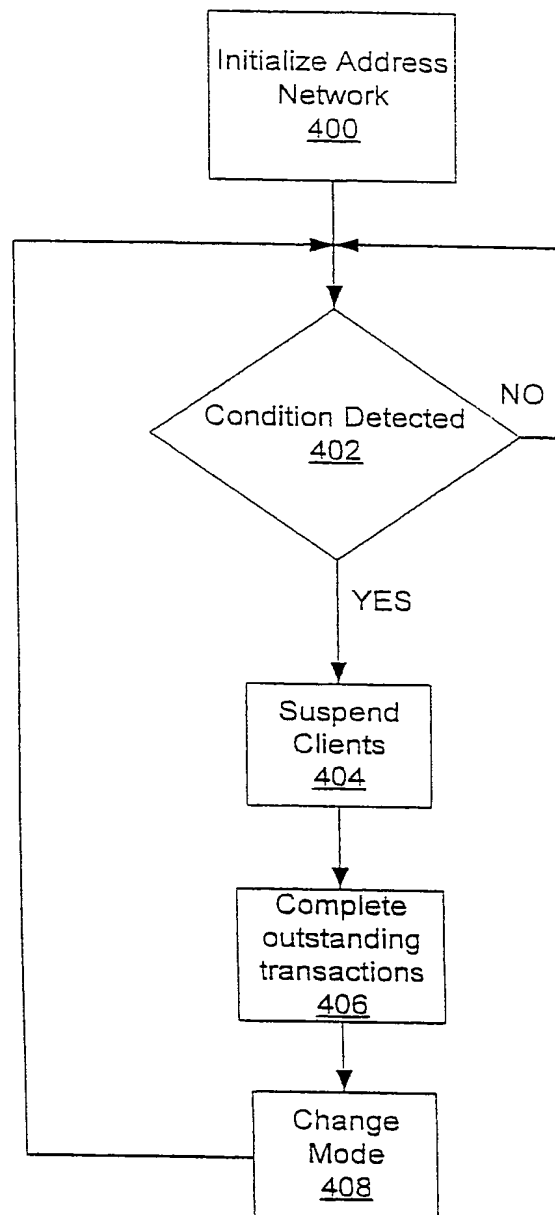 Initialize Address
Network
400
NO
Condition Detected
402
YES
Suspend
Clients
404
Complete
outstanding
transactions
406
Change
Mode
408